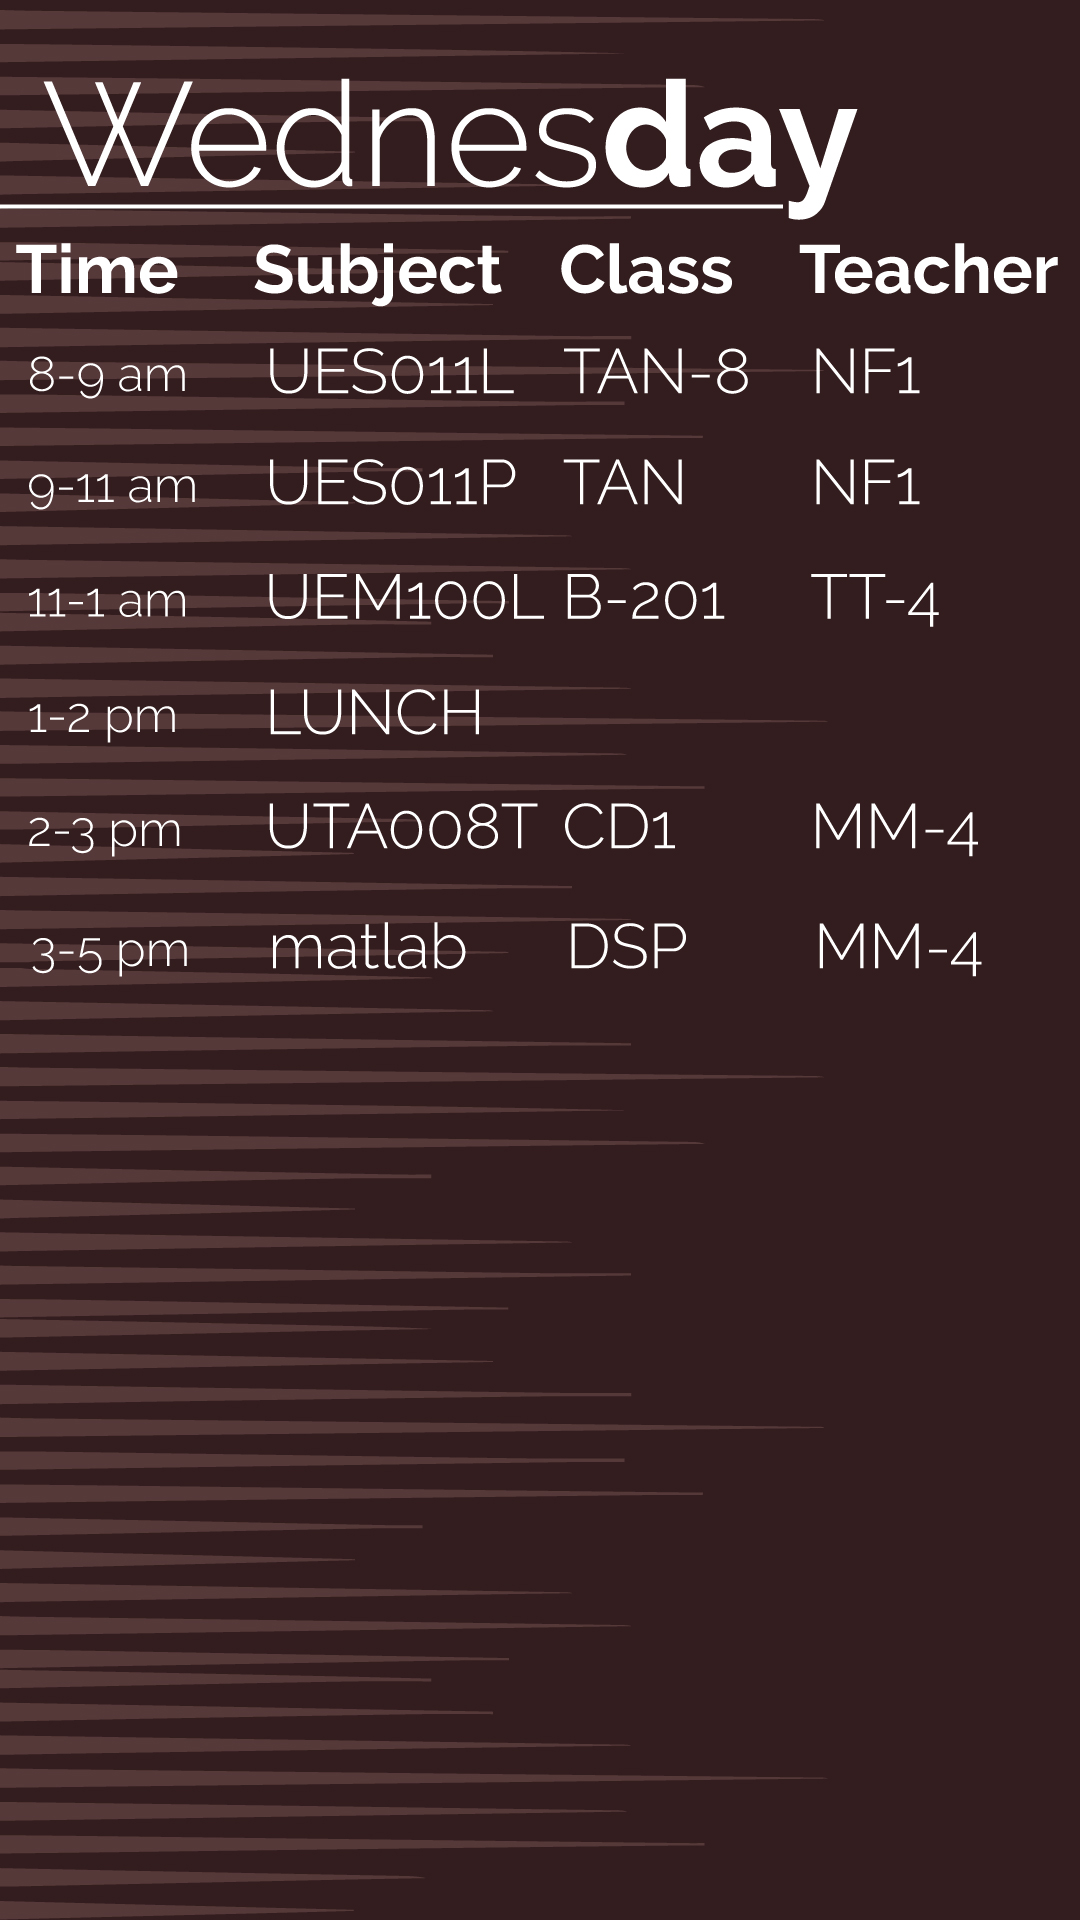 Wednesday
Time Subject Class Teacher
8-9 am UES011L TAN-8 NF1
9-11 am UES011P TAN NF1
11-1 am UEM100L B-201 TT-4
1-2 pm LUNCH
2-3 pm UTA008T CD1 MM-4
3-5 pm matlab DSP MM-4